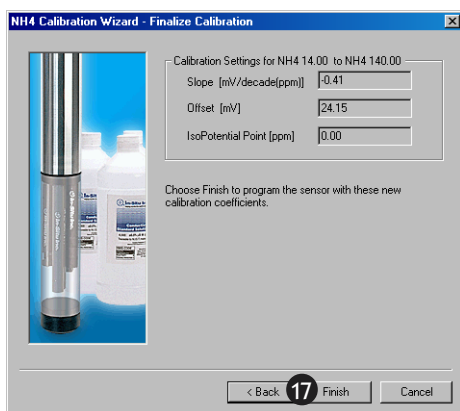 NH4 Calibration Wizard - Finalize Calibration
Calibration Settings for NH4 14.00 to NH4 140.00
Slope [mV/decade(ppm)] -0.41
Offset [mV] 24.15
IsoPotential Point [ppm] 0.00
Choose Finish to program the sensor with these new
calibration coefficients.
< Back 17 Finish Cancel